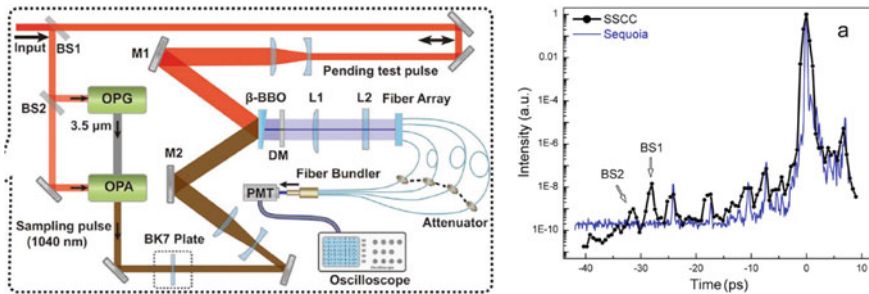 Input
BS1
M1
Pending test pulse
BS2
OPG
3.5 μm
OPA
β-BBO
L1
L2
Fiber Array
DM
M2
Fiber Bundler
PMT
Attenuator
Sampling pulse
(1040 nm)
BK7 Plate
Oscilloscope
SSCC
Sequoia
a
Intensity (a.u.)
1
0.01
1E-4
1E-6
1E-8
1E-10
BS2
BS1
-40
-30
-20
-10
0
10
Time (ps)